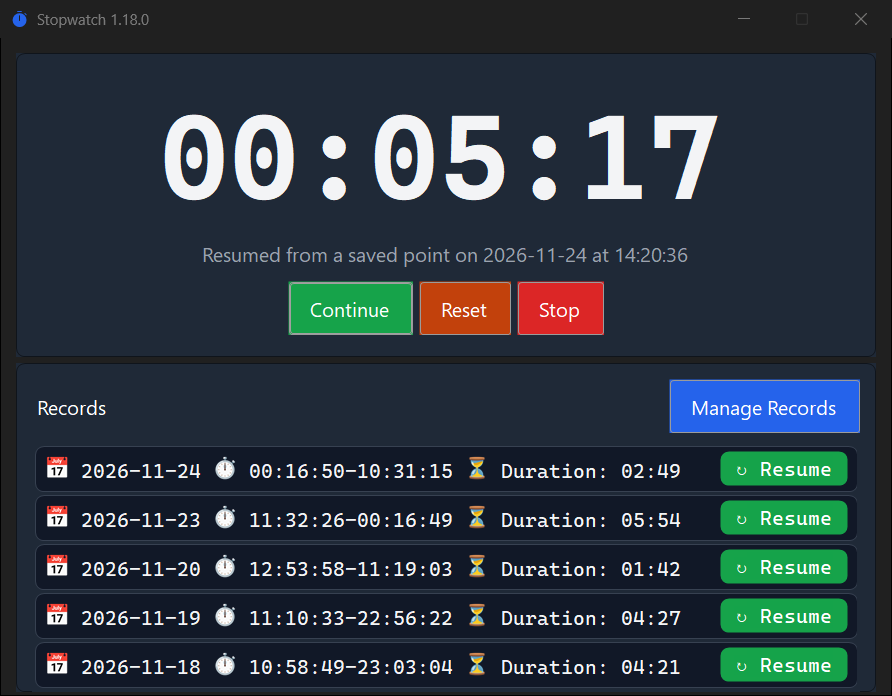 Stopwatch 1.18.0
00:05:17
Resumed from a saved point on 2026-11-24 at 14:20:36
Continue Reset Stop
Records Manage Records
📅 2026-11-24 ⏱️ 00:16:50-10:31:15 ⏳ Duration: 02:49 ↻ Resume
📅 2026-11-23 ⏱️ 11:32:26-00:16:49 ⏳ Duration: 05:54 ↻ Resume
📅 2026-11-20 ⏱️ 12:53:58-11:19:03 ⏳ Duration: 01:42 ↻ Resume
📅 2026-11-19 ⏱️ 11:10:33-22:56:22 ⏳ Duration: 04:27 ↻ Resume
📅 2026-11-18 ⏱️ 10:58:49-23:03:04 ⏳ Duration: 04:21 ↻ Resume